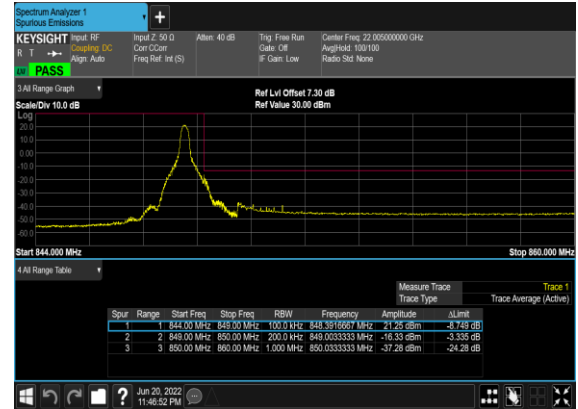 Spectrum Analyzer 1
Spurious Emissions
KEYSIGHT Input: RF Input Z: 50 Ω Atten: 40 dB Trig: Free Run Center Freq: 22.005000000 GHz
R T Coupling: DC Corr CCorr Gate: Off Avg|Hold: 100/100
Align: Auto Freq Ref: Int (S) IF Gain: Low Radio Std: None
PASS
3 All Range Graph
Ref Lvl Offset 7.30 dB
Scale/Div 10.0 dB Ref Value 30.00 dBm
Log
20.0
10.0
0.00
-10.0
-20.0
-30.0
-40.0
-50.0
-60.0
Start 844.000 MHz Stop 860.000 MHz
4 All Range Table
Measure Trace Trace 1
Trace Type Trace Average (Active)
Spur Range Start Freq Stop Freq RBW Frequency Amplitude ΔLimit
1 1 844.00 MHz 849.00 MHz 100.0 kHz 848.3916667 MHz 21.25 dBm -8.749 dB
2 2 849.00 MHz 850.00 MHz 200.0 kHz 849.0033333 MHz -16.33 dBm -3.335 dB
3 3 850.00 MHz 860.00 MHz 1.000 MHz 850.0333333 MHz -37.28 dBm -24.28 dB
Jun 20, 2022
11:46:52 PM